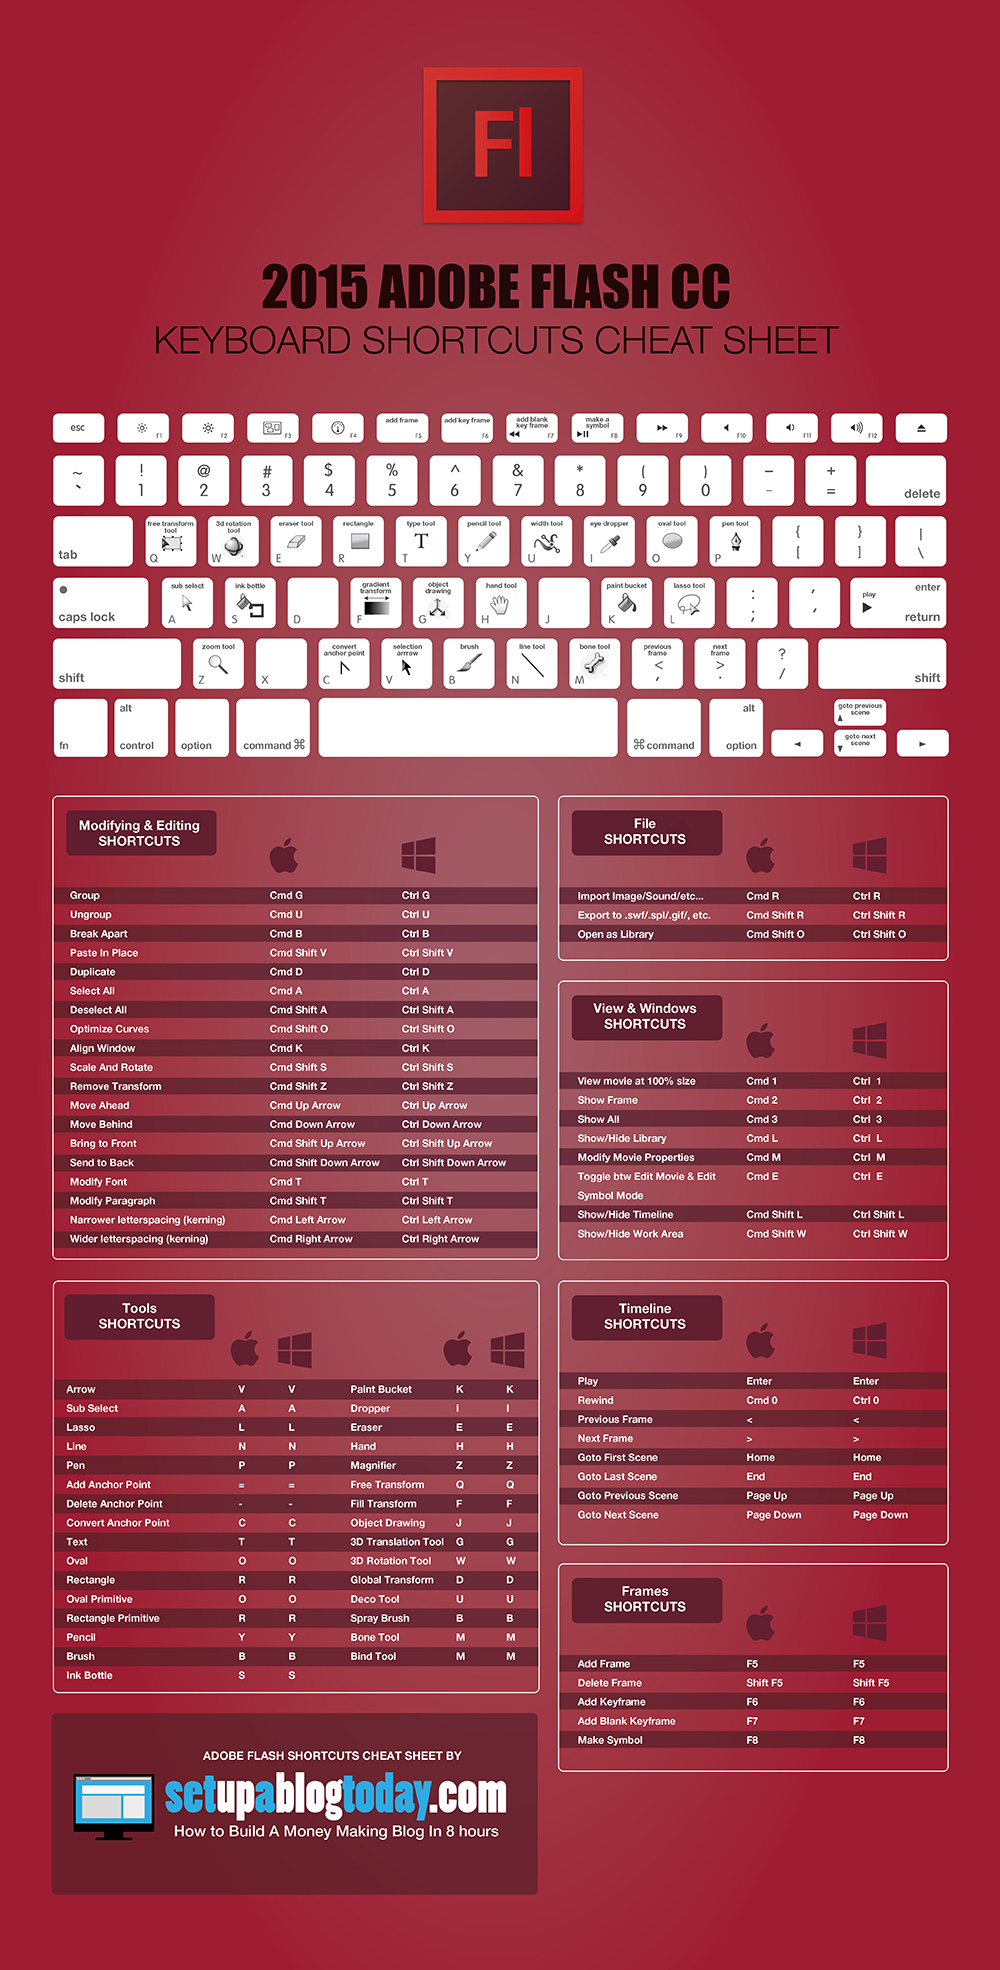 Fl
2015 ADOBE FLASH CC
KEYBOARD SHORTCUTS CHEAT SHEET
esc F1 F2 F3 F4 add frame F5 add key frame F6 add blank key frame F7 make a symbol F8 F9 F10 F11 F12
~ ` ! 1 @ 2 # 3 $ 4 % 5 ^ 6 & 7 * 8 ( 9 ) 0 – - + = delete
tab free transform tool Q 3d rotation tool W eraser tool E rectangle R type tool T pencil tool Y width tool U eye dropper I oval tool O pen tool P { [ } ] | \
caps lock sub select A ink bottle S D gradient transform F object drawing G hand tool H J paint bucket K lasso tool L : ; ' , play enter return
shift zoom tool Z X convert anchor point C selection arrrow V brush B line tool N bone tool M previous frame < , next frame > . ? / shift
fn alt control option command ⌘ ⌘ command alt option ◄ goto previous scene ▲ goto next scene ▼ ►
Modifying & Editing
SHORTCUTS
Group Cmd G Ctrl G
Ungroup Cmd U Ctrl U
Break Apart Cmd B Ctrl B
Paste In Place Cmd Shift V Ctrl Shift V
Duplicate Cmd D Ctrl D
Select All Cmd A Ctrl A
Deselect All Cmd Shift A Ctrl Shift A
Optimize Curves Cmd Shift O Ctrl Shift O
Align Window Cmd K Ctrl K
Scale And Rotate Cmd Shift S Ctrl Shift S
Remove Transform Cmd Shift Z Ctrl Shift Z
Move Ahead Cmd Up Arrow Ctrl Up Arrow
Move Behind Cmd Down Arrow Ctrl Down Arrow
Bring to Front Cmd Shift Up Arrow Ctrl Shift Up Arrow
Send to Back Cmd Shift Down Arrow Ctrl Shift Down Arrow
Modify Font Cmd T Ctrl T
Modify Paragraph Cmd Shift T Ctrl Shift T
Narrower letterspacing (kerning) Cmd Left Arrow Ctrl Left Arrow
Wider letterspacing (kerning) Cmd Right Arrow Ctrl Right Arrow
File
SHORTCUTS
Import Image/Sound/etc... Cmd R Ctrl R
Export to .swf/.spl/.gif/, etc. Cmd Shift R Ctrl Shift R
Open as Library Cmd Shift O Ctrl Shift O
View & Windows
SHORTCUTS
View movie at 100% size Cmd 1 Ctrl 1
Show Frame Cmd 2 Ctrl 2
Show All Cmd 3 Ctrl 3
Show/Hide Library Cmd L Ctrl L
Modify Movie Properties Cmd M Ctrl M
Toggle btw Edit Movie & Edit Cmd E Ctrl E
Symbol Mode
Show/Hide Timeline Cmd Shift L Ctrl Shift L
Show/Hide Work Area Cmd Shift W Ctrl Shift W
Tools
SHORTCUTS
Arrow V V Paint Bucket K K
Sub Select A A Dropper I I
Lasso L L Eraser E E
Line N N Hand H H
Pen P P Magnifier Z Z
Add Anchor Point = = Free Transform Q Q
Delete Anchor Point - - Fill Transform F F
Convert Anchor Point C C Object Drawing J J
Text T T 3D Translation Tool G G
Oval O O 3D Rotation Tool W W
Rectangle R R Global Transform D D
Oval Primitive O O Deco Tool U U
Rectangle Primitive R R Spray Brush B B
Pencil Y Y Bone Tool M M
Brush B B Bind Tool M M
Ink Bottle S S
Timeline
SHORTCUTS
Play Enter Enter
Rewind Cmd 0 Ctrl 0
Previous Frame < <
Next Frame > >
Goto First Scene Home Home
Goto Last Scene End End
Goto Previous Scene Page Up Page Up
Goto Next Scene Page Down Page Down
Frames
SHORTCUTS
Add Frame F5 F5
Delete Frame Shift F5 Shift F5
Add Keyframe F6 F6
Add Blank Keyframe F7 F7
Make Symbol F8 F8
ADOBE FLASH SHORTCUTS CHEAT SHEET BY
setupablogtoday.com
How to Build A Money Making Blog In 8 hours